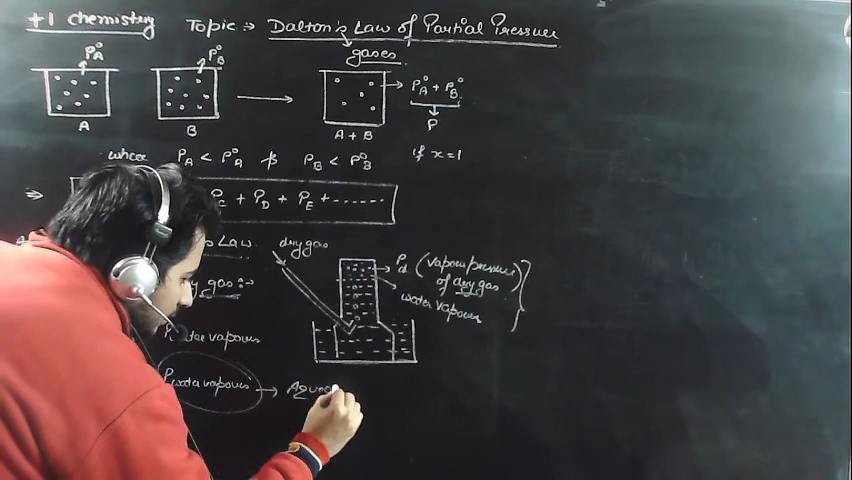 +1 chemistry Topic :→ Dalton's Law of Partial Pressure
gases
P°A P°B
P°A + P°B
P
A B A + B
where PA < P°A & PB < P°B if x=1
⇒ PC + PD + PE + ......
Law. dry gas
gas :→
Pd (vapour pressure
of dry gas
water vapours
water vapours
Pwater vapours →